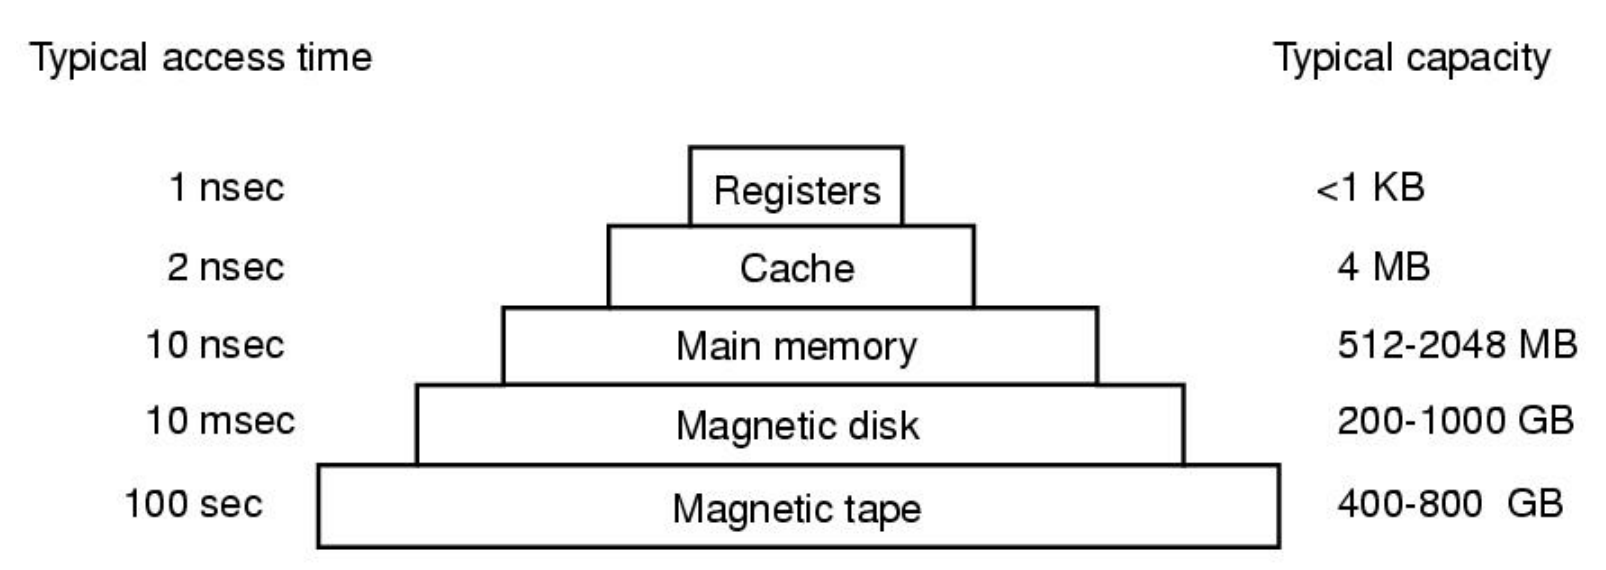 Typical access time Typical capacity
1 nsec Registers <1 KB
2 nsec Cache 4 MB
10 nsec Main memory 512-2048 MB
10 msec Magnetic disk 200-1000 GB
100 sec Magnetic tape 400-800 GB